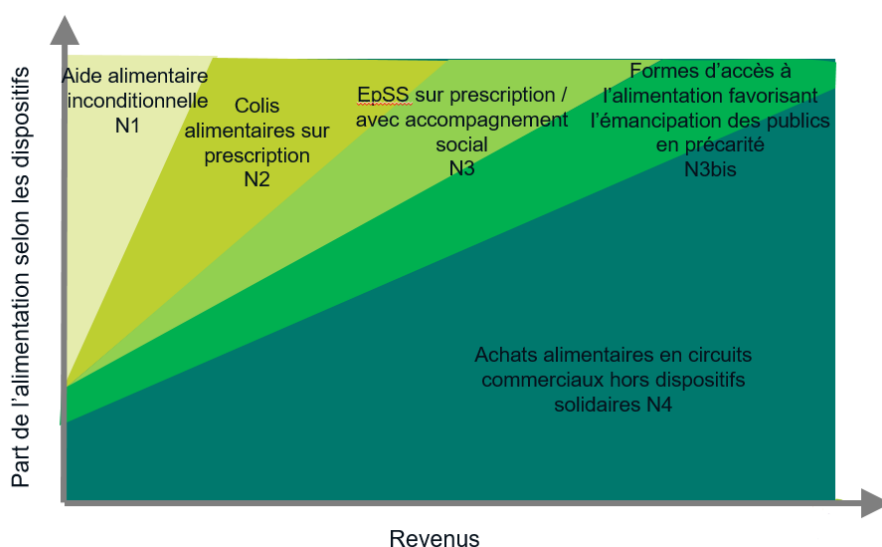 Part de l'alimentation selon les dispositifs
Aide alimentaire
inconditionnelle
N1
Colis
alimentaires sur
prescription
N2
EpSS sur prescription /
avec accompagnement
social
N3
Formes d'accès à
l'alimentation favorisant
l'émancipation des publics
en précarité
N3bis
Achats alimentaires en circuits
commerciaux hors dispositifs
solidaires N4
Revenus